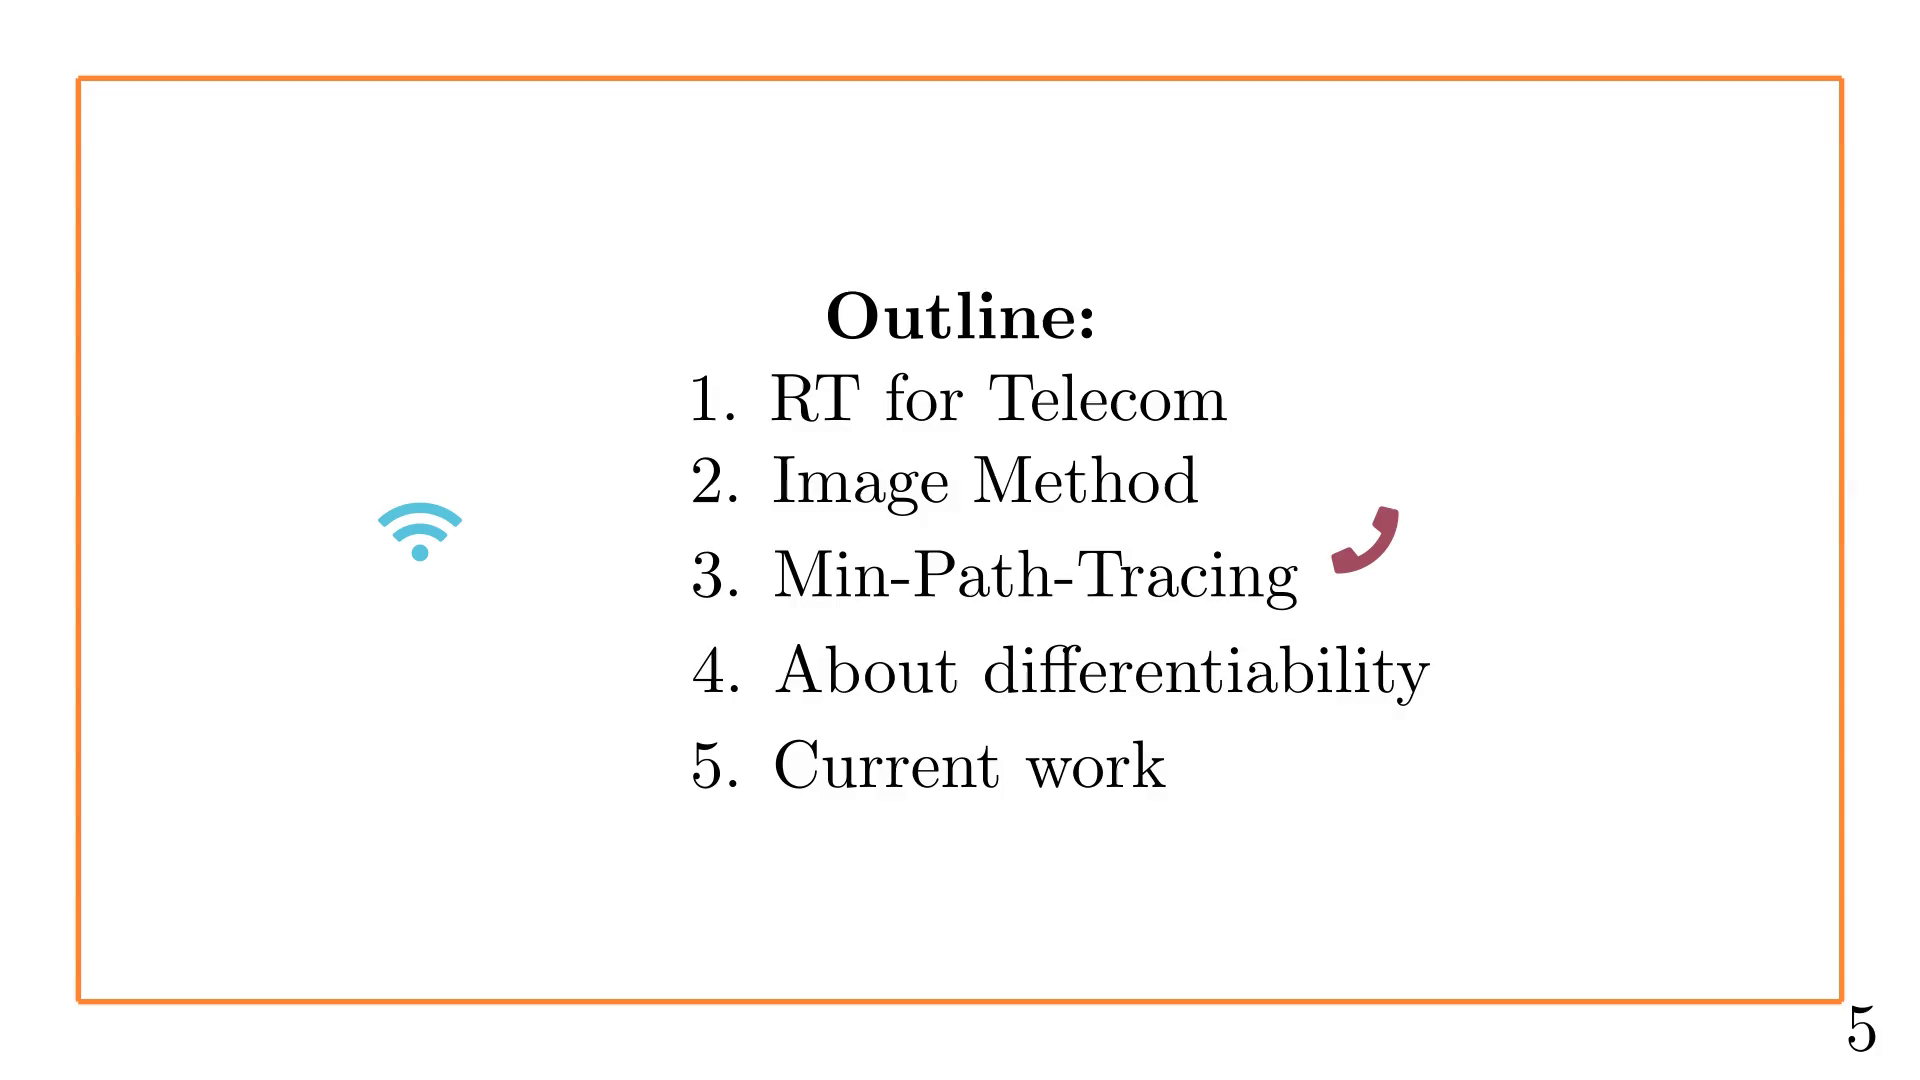 Outline:
1. RT for Telecom
2. Image Method
3. Min-Path-Tracing
4. About differentiability
5. Current work
5